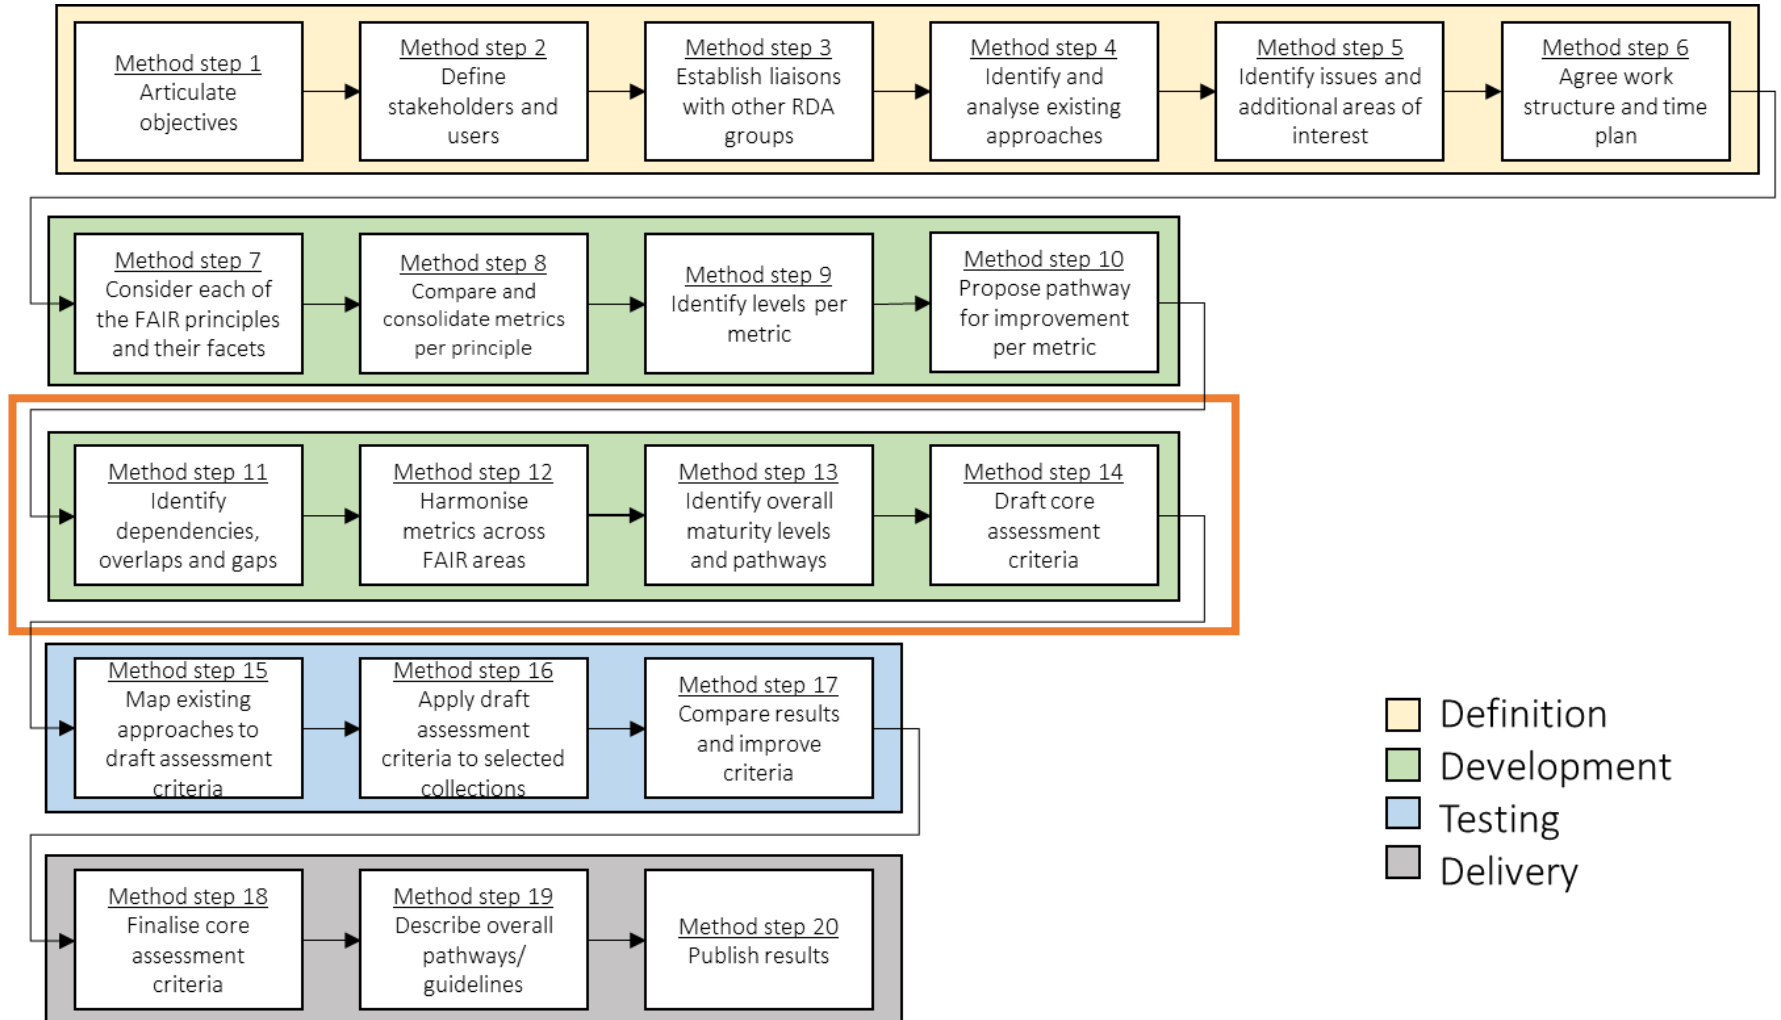 Method step 1
Articulate
objectives
Method step 2
Define
stakeholders and
users
Method step 3
Establish liaisons
with other RDA
groups
Method step 4
Identify and
analyse existing
approaches
Method step 5
Identify issues and
additional areas of
interest
Method step 6
Agree work
structure and time
plan
Method step 7
Consider each of
the FAIR principles
and their facets
Method step 8
Compare and
consolidate metrics
per principle
Method step 9
Identify levels per
metric
Method step 10
Propose pathway
for improvement
per metric
Method step 11
Identify
dependencies,
overlaps and gaps
Method step 12
Harmonise
metrics across
FAIR areas
Method step 13
Identify overall
maturity levels
and pathways
Method step 14
Draft core
assessment
criteria
Method step 15
Map existing
approaches to
draft assessment
criteria
Method step 16
Apply draft
assessment
criteria to selected
collections
Method step 17
Compare results
and improve
criteria
Method step 18
Finalise core
assessment
criteria
Method step 19
Describe overall
pathways/
guidelines
Method step 20
Publish results
Definition
Development
Testing
Delivery